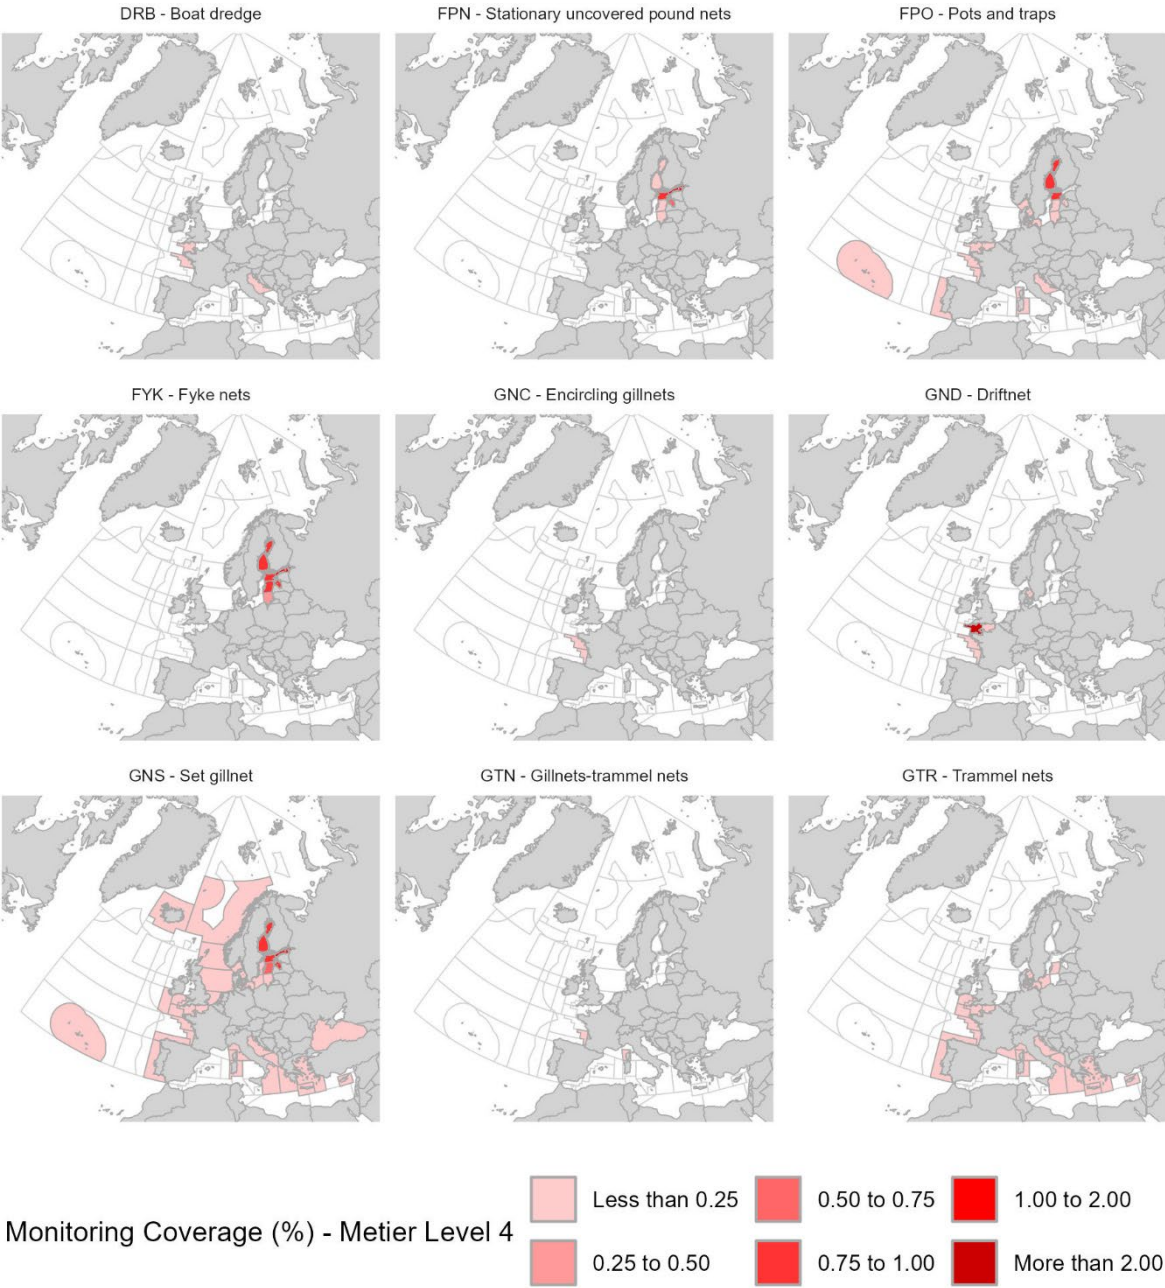 DRB - Boat dredge
FPN - Stationary uncovered pound nets
FPO - Pots and traps
FYK - Fyke nets
GNC - Encircling gillnets
GND - Driftnet
GNS - Set gillnet
GTN - Gillnets-trammel nets
GTR - Trammel nets
Monitoring Coverage (%) - Metier Level 4
Less than 0.25
0.25 to 0.50
0.50 to 0.75
0.75 to 1.00
1.00 to 2.00
More than 2.00